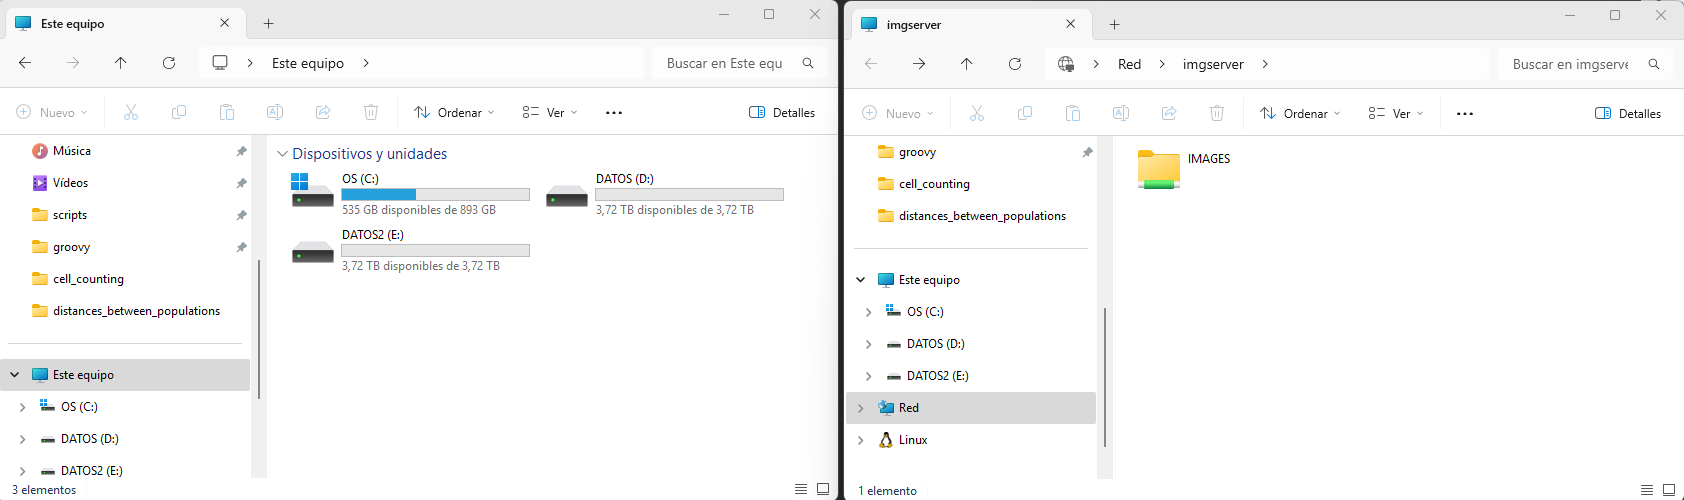 Este equipo
Este equipo
Buscar en Este equ
Nuevo
Ordenar
Ver
Detalles
Música
Vídeos
scripts
groovy
cell_counting
distances_between_populations
Este equipo
OS (C:)
DATOS (D:)
DATOS2 (E:)
Dispositivos y unidades
OS (C:)
535 GB disponibles de 893 GB
DATOS (D:)
3,72 TB disponibles de 3,72 TB
DATOS2 (E:)
3,72 TB disponibles de 3,72 TB
3 elementos
imgserver
Red
imgserver
Buscar en imgserve
Nuevo
Ordenar
Ver
Detalles
groovy
cell_counting
distances_between_populations
Este equipo
OS (C:)
DATOS (D:)
DATOS2 (E:)
Red
Linux
IMAGES
1 elemento